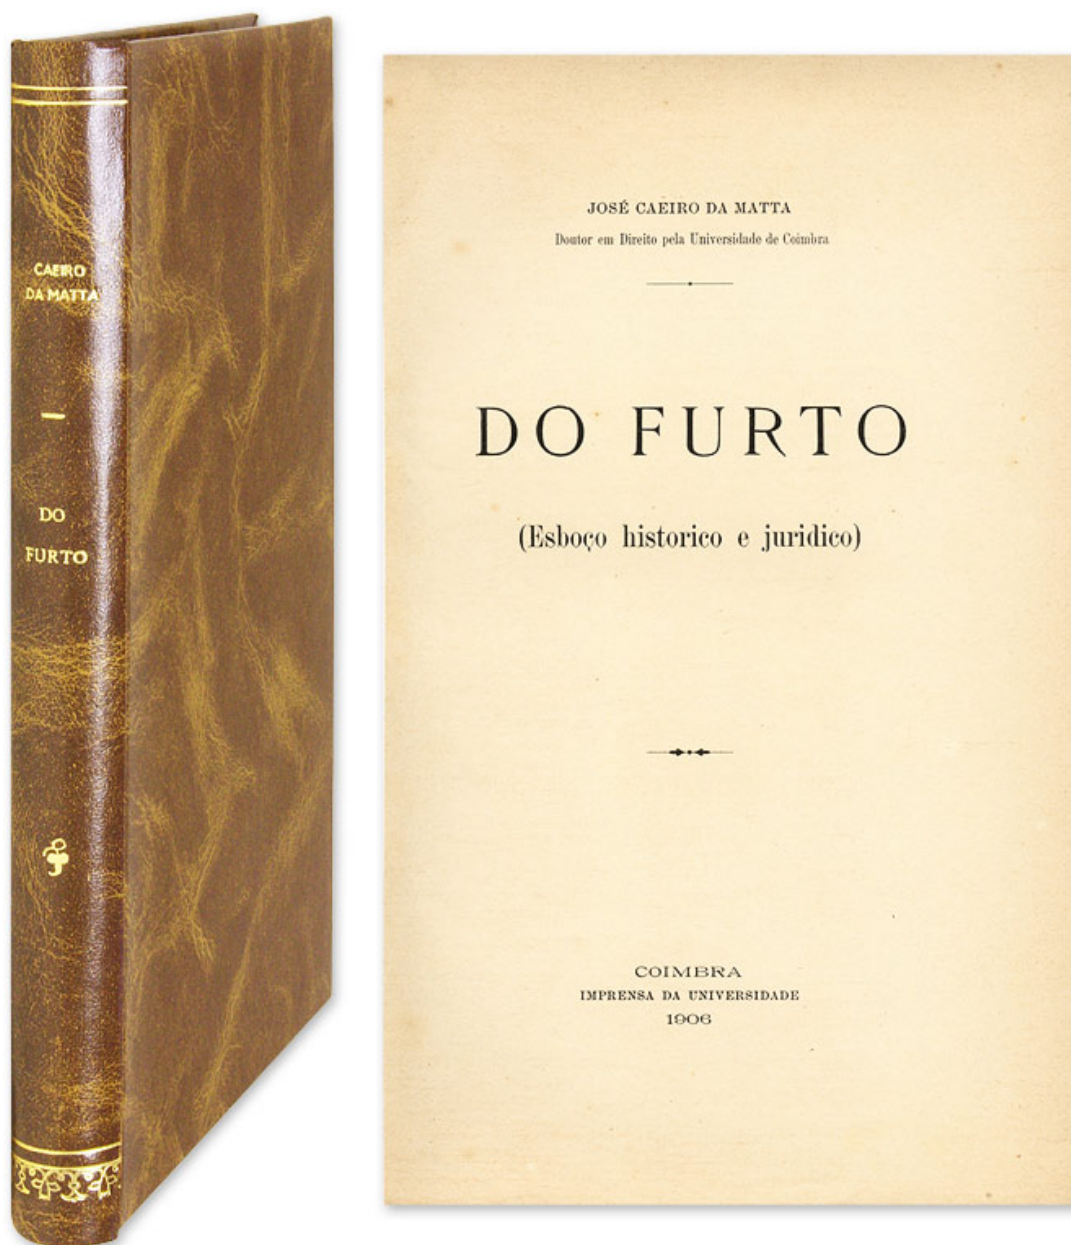 CAEIRO
DA MATTA
DO
FURTO
JOSÉ CAEIRO DA MATTA
Doutor em Direito pela Universidade de Coimbra
DO FURTO
(Esboço historico e juridico)
COIMBRA
IMPRENSA DA UNIVERSIDADE
1906